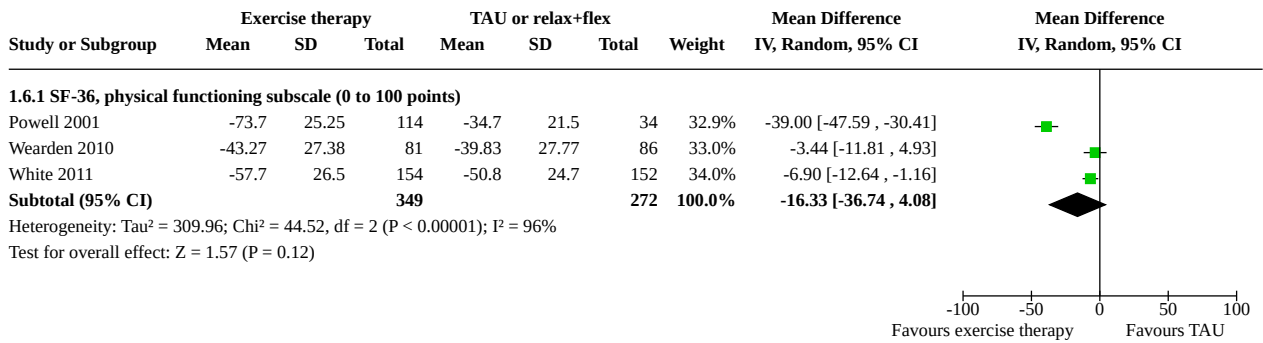 Exercise therapy TAU or relax+flex Mean Difference Mean Difference
Study or Subgroup Mean SD Total Mean SD Total Weight IV, Random, 95% CI IV, Random, 95% CI
1.6.1 SF-36, physical functioning subscale (0 to 100 points)
Powell 2001 -73.7 25.25 114 -34.7 21.5 34 32.9% -39.00 [-47.59 , -30.41]
Wearden 2010 -43.27 27.38 81 -39.83 27.77 86 33.0% -3.44 [-11.81 , 4.93]
White 2011 -57.7 26.5 154 -50.8 24.7 152 34.0% -6.90 [-12.64 , -1.16]
Subtotal (95% CI) 349 272 100.0% -16.33 [-36.74 , 4.08]
Heterogeneity: Tau² = 309.96; Chi² = 44.52, df = 2 (P < 0.00001); I² = 96%
Test for overall effect: Z = 1.57 (P = 0.12)
-100 -50 0 50 100
Favours exercise therapy Favours TAU